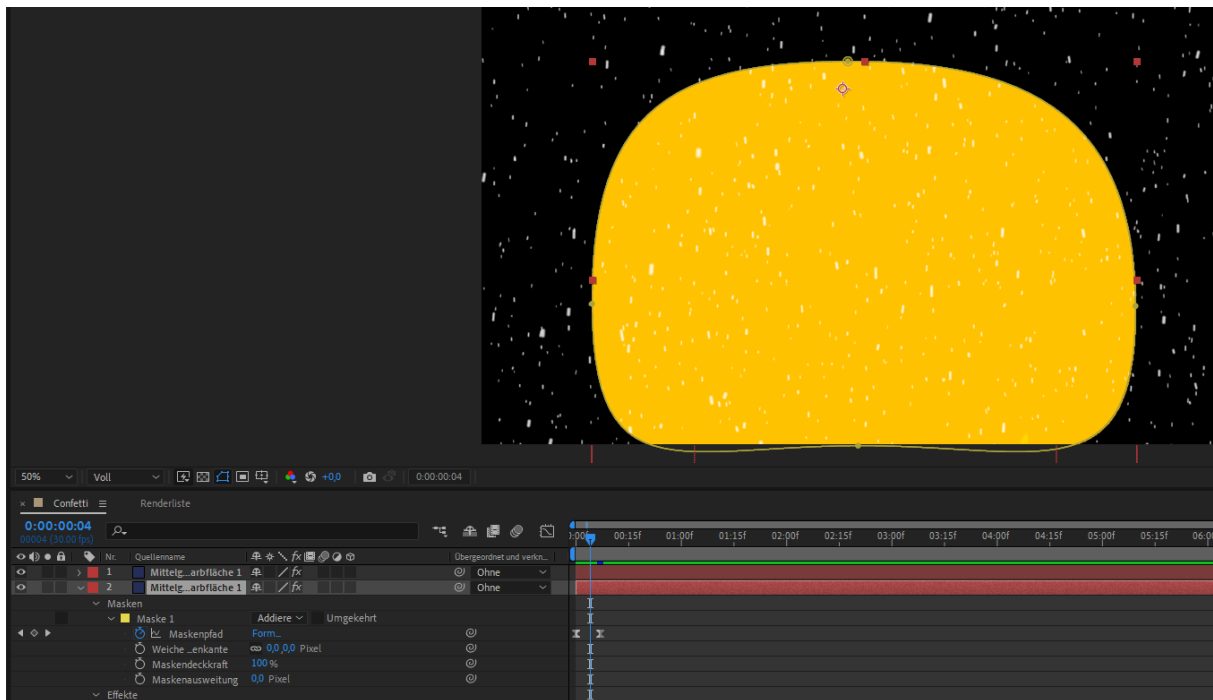 50% Voll +0,0 0:00:00:04
× Confetti ☰ Renderliste
0:00:00:04
00004 (30.00 fps)
00:15f 01:00f 01:15f 02:00f 02:15f 03:00f 03:15f 04:00f 04:15f 05:00f 05:15f 06:0
Nr. Quellenname fx Übergeordnet und verkn...
1 Mittelg...arbfläche 1 fx Ohne
2 Mittelg...arbfläche 1 fx Ohne
Masken
Maske 1 Addiere Umgekehrt
Maskenpfad Form...
Weiche ...enkante 0,0,0,0 Pixel
Maskendeckkraft 100 %
Maskenausweitung 0,0 Pixel
Effekte